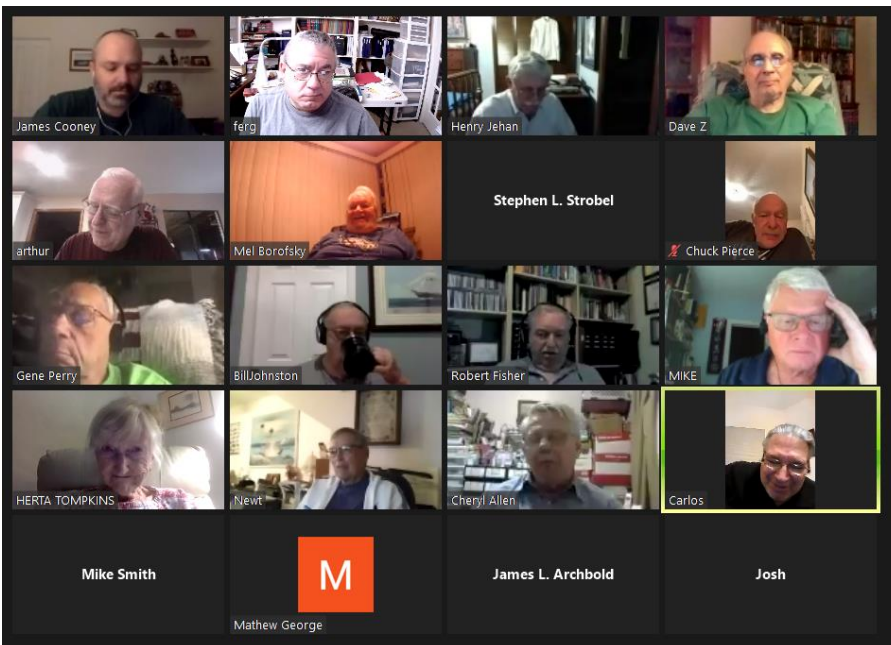 James Cooney
ferg
Henry Jehan
Dave Z
arthur
Mel Borofsky
Stephen L. Strobel
Chuck Pierce
Gene Perry
BillJohnston
Robert Fisher
MIKE
HERTA TOMPKINS
Newt
Cheryl Allen
Carlos
Mike Smith
M
Mathew George
James L. Archbold
Josh